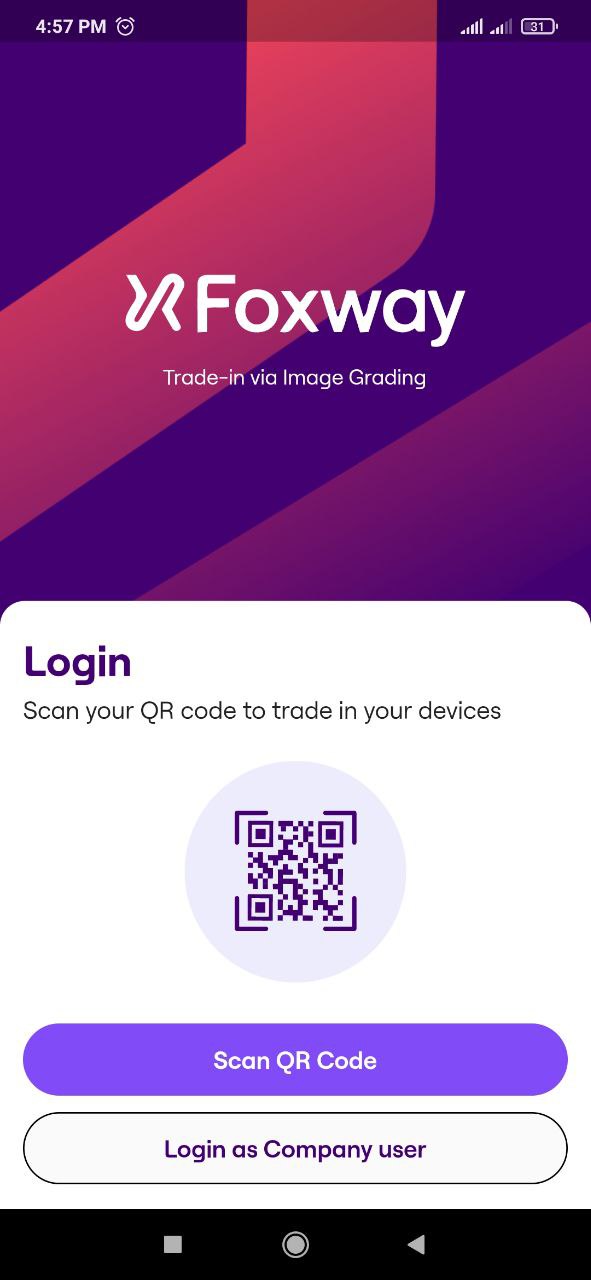 4:57 PM
31
Foxway
Trade-in via Image Grading
Login
Scan your QR code to trade in your devices
Scan QR Code
Login as Company user